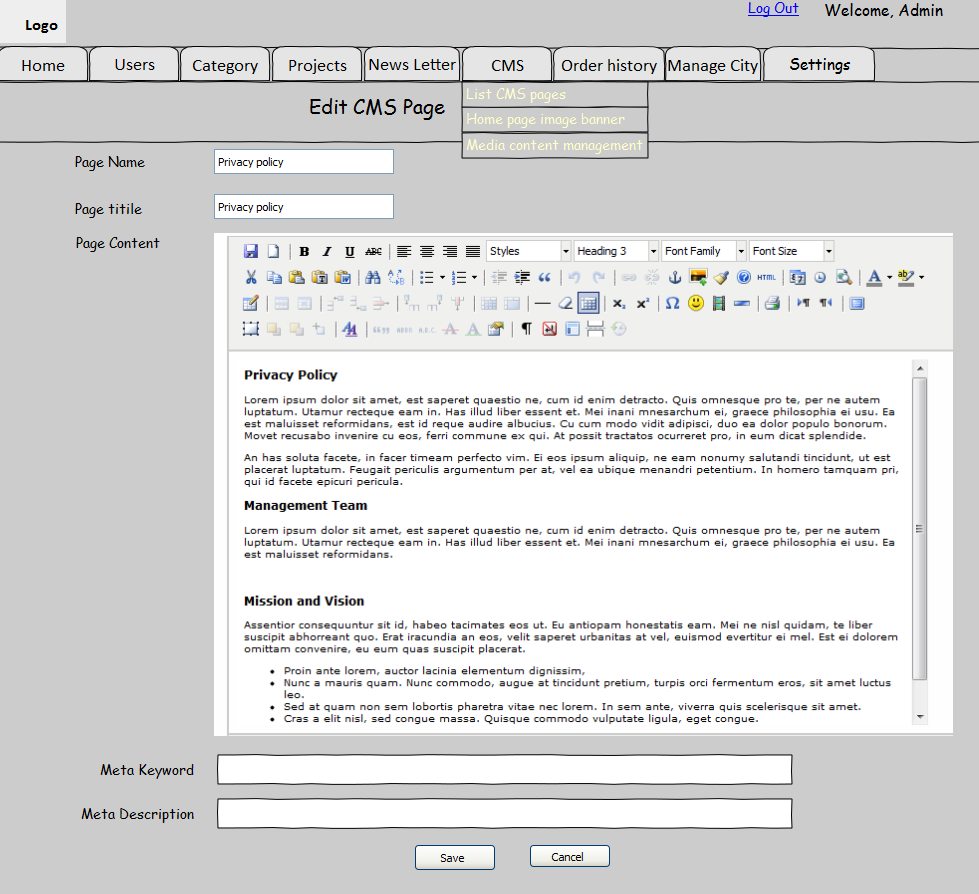 Log Out Welcome, Admin
Logo
Home Users Category Projects News Letter CMS Order history Manage City Settings
List CMS pages
Edit CMS Page
Home page image banner
Media content management
Page Name Privacy policy
Page titile Privacy policy
Page Content
B I U ABC Styles Heading 3 Font Family Font Size
HTML
Privacy Policy
Lorem ipsum dolor sit amet, est saperet quaestio ne, cum id enim detracto. Quis omnesque pro te, per ne autem
luptatum. Utamur recteque eam in. Has illud liber essent et. Mei inani mnesarchum ei, graece philosophia ei usu. Ea
est maluisset reformidans, est id reque audire albucius. Cu cum modo vidit adipisci, duo ea dolor populo bonorum.
Movet recusabo invenire cu eos, ferri commune ex qui. At possit tractatos ocurreret pro, in eum dicat splendide.
An has soluta facete, in facer timeam perfecto vim. Ei eos ipsum aliquip, ne eam nonumy salutandi tincidunt, ut est
placerat luptatum. Feugait periculis argumentum per at, vel ea ubique menandri petentium. In homero tamquam pri,
qui id facete epicuri pericula.
Management Team
Lorem ipsum dolor sit amet, est saperet quaestio ne, cum id enim detracto. Quis omnesque pro te, per ne autem
luptatum. Utamur recteque eam in. Has illud liber essent et. Mei inani mnesarchum ei, graece philosophia ei usu. Ea
est maluisset reformidans.
Mission and Vision
Assentior consequuntur sit id, habeo tacimates eos ut. Eu antiopam honestatis eam. Mei ne nisl quidam, te liber
suscipit abhorreant quo. Erat iracundia an eos, velit saperet urbanitas at vel, euismod evertitur ei mel. Est ei dolorem
omittam convenire, eu eum quas suscipit placerat.
• Proin ante lorem, auctor lacinia elementum dignissim,
• Nunc a mauris quam. Nunc commodo, augue at tincidunt pretium, turpis orci fermentum eros, sit amet luctus
leo.
• Sed at quam non sem lobortis pharetra vitae nec lorem. In sem ante, viverra quis scelerisque sit amet.
• Cras a elit nisl, sed congue massa. Quisque commodo vulputate ligula, eget congue.
Meta Keyword
Meta Description
Save Cancel